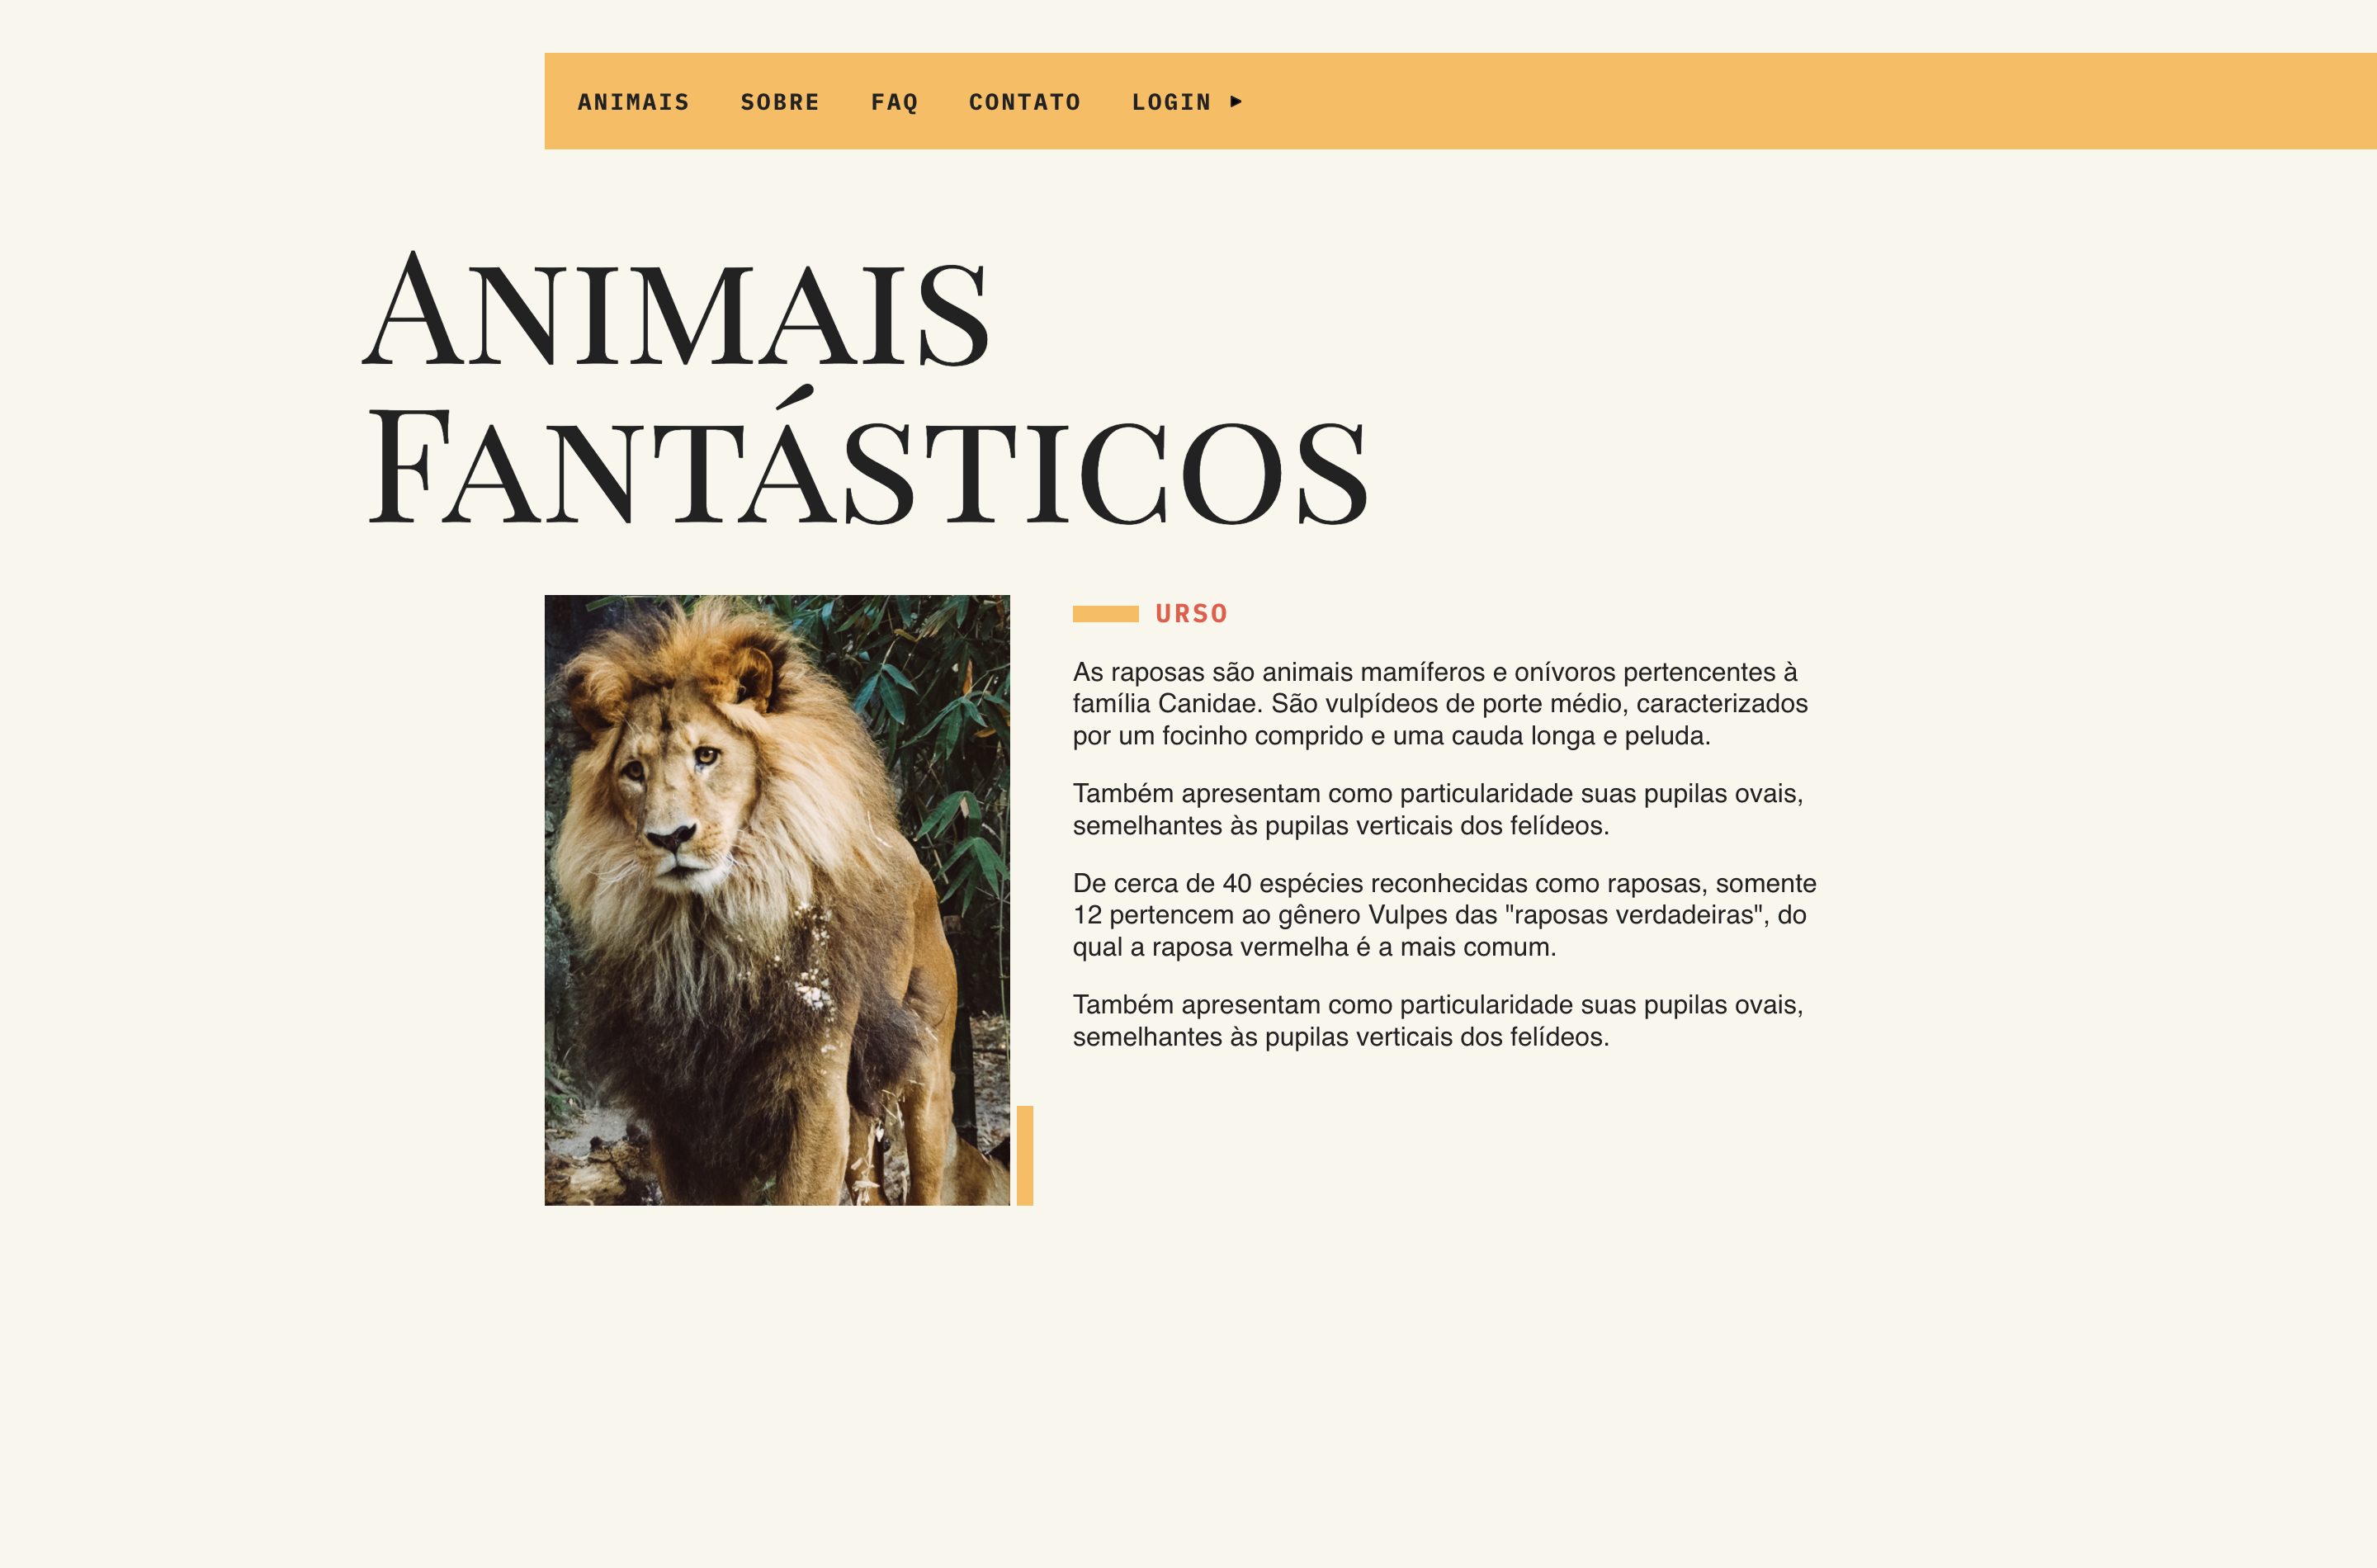 ANIMAIS SOBRE FAQ CONTATO LOGIN ▸
ANIMAIS
FANTÁSTICOS
URSO
As raposas são animais mamíferos e onívoros pertencentes à
família Canidae. São vulpídeos de porte médio, caracterizados
por um focinho comprido e uma cauda longa e peluda.
Também apresentam como particularidade suas pupilas ovais,
semelhantes às pupilas verticais dos felídeos.
De cerca de 40 espécies reconhecidas como raposas, somente
12 pertencem ao gênero Vulpes das "raposas verdadeiras", do
qual a raposa vermelha é a mais comum.
Também apresentam como particularidade suas pupilas ovais,
semelhantes às pupilas verticais dos felídeos.